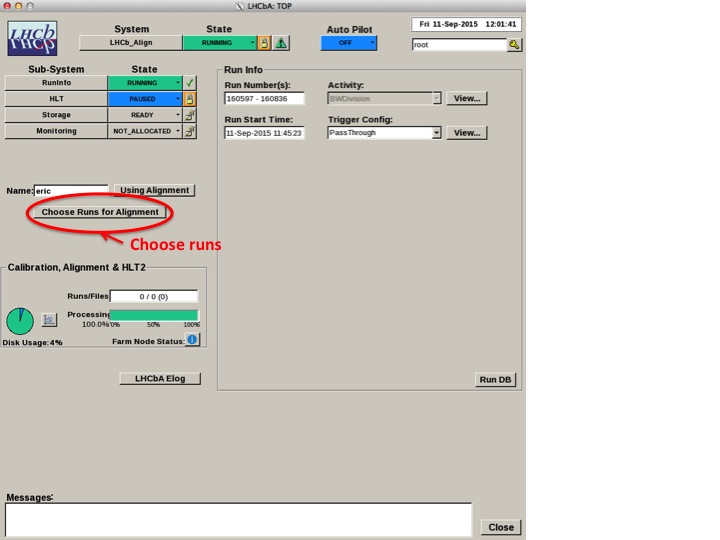 LHCbA: TOP
LHCb
LHCb
System State Auto Pilot Fri 11-Sep-2015 12:01:41
LHCb_Align RUNNING OFF root
Sub-System State
RunInfo RUNNING
HLT PAUSED
Storage READY
Monitoring NOT_ALLOCATED
Run Info
Run Number(s): Activity:
160597 - 160836 BWDivision View...
Run Start Time: Trigger Config:
11-Sep-2015 11:45:23 PassThrough View...
Name: eric Using Alignment
Choose Runs for Alignment
Choose runs
Calibration, Alignment & HLT2
Runs/Files 0 / 0 (0)
Processing
100.0% 0% 50% 100%
Disk Usage: 4% Farm Node Status: i
LHCbA Elog
Run DB
Messages:
Close